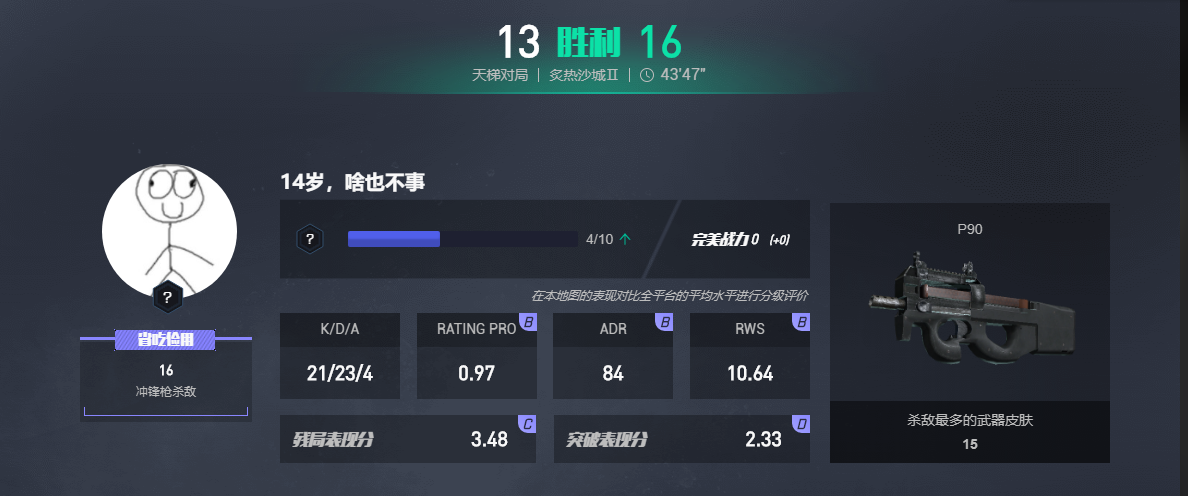 13 胜利 16
天梯对局 | 炙热沙城II | 43'47"
14岁，啥也不事
?
4/10
完美战力 0 (+0)
在本地图的表现对比全平台的平均水平进行分级评价
?
省吃俭用
16
冲锋枪杀敌
K/D/A
21/23/4
RATING PRO B
0.97
ADR B
84
RWS B
10.64
残局表现分 3.48 C
突破表现分 2.33 D
P90
杀敌最多的武器皮肤
15